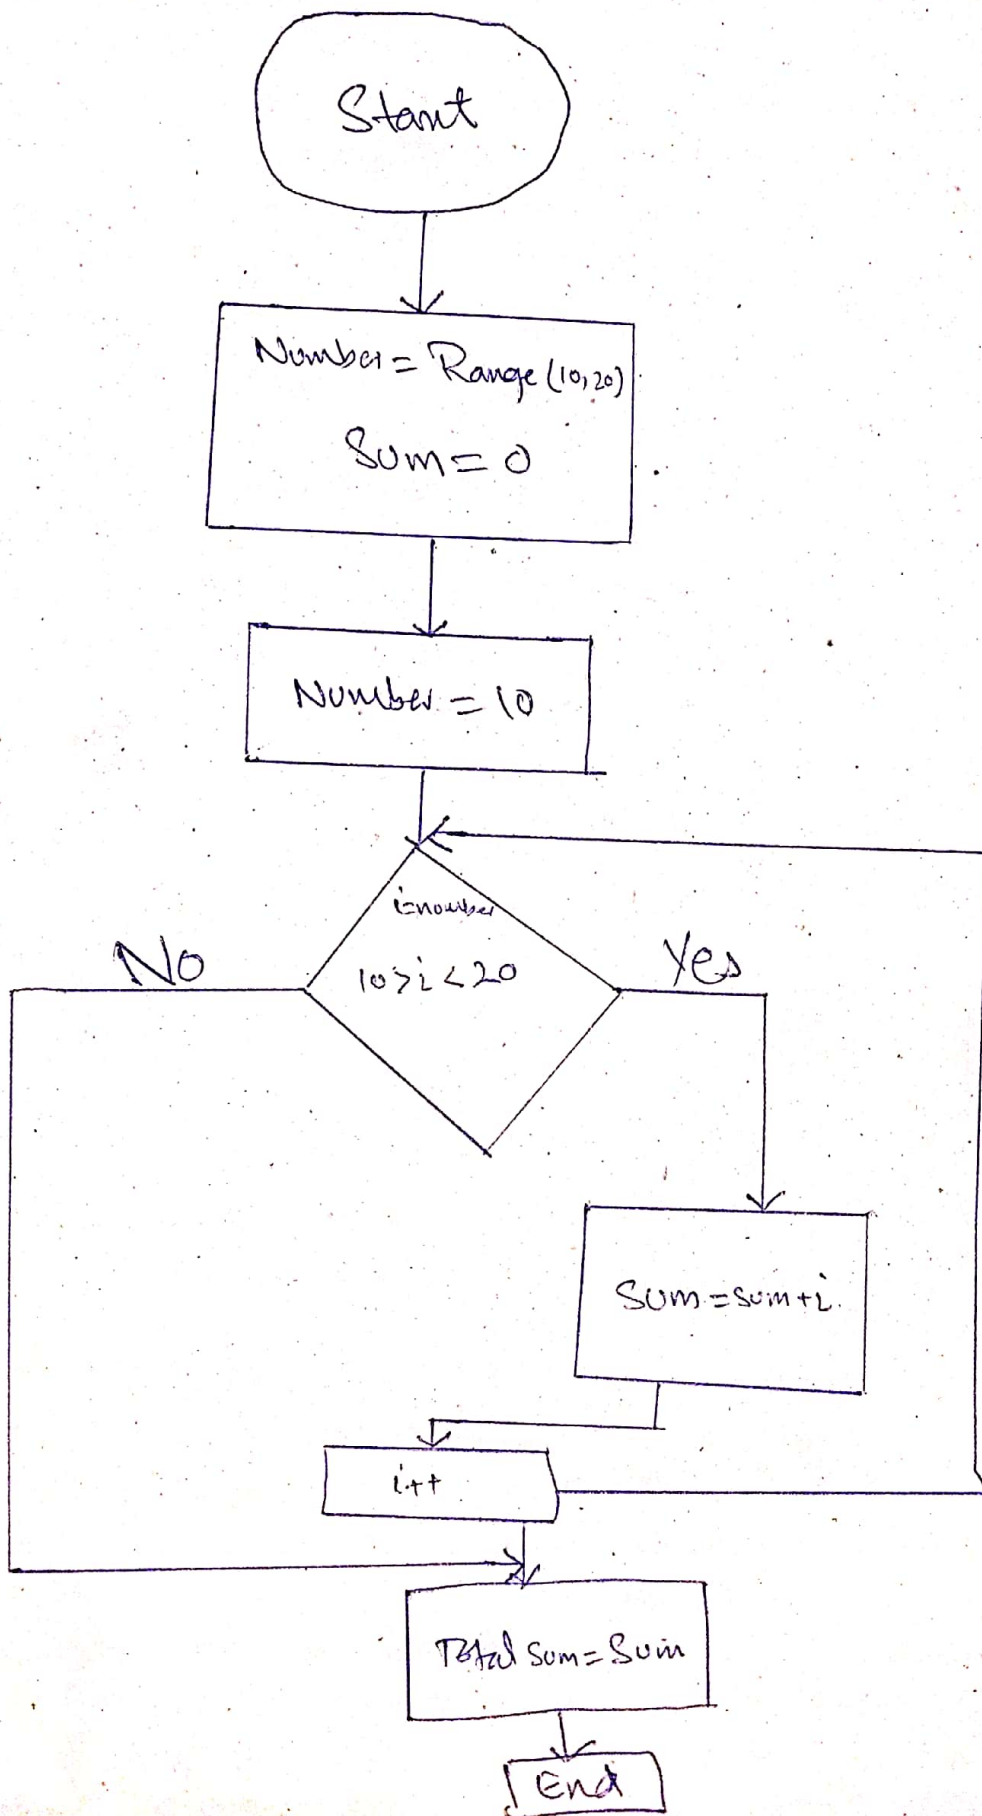 Start
Number = Range (10,20)
Sum = 0
Number = 10
i=number
10>i<20
No
Yes
Sum = sum+i
i++
Total Sum = Sum
End